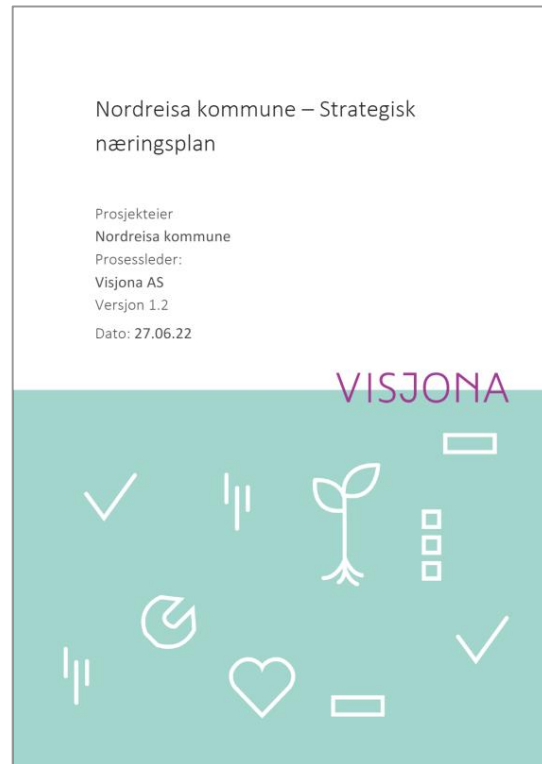 Nordreisa kommune – Strategisk
næringsplan
Prosjekteier
Nordreisa kommune
Prosessleder:
Visjona AS
Versjon 1.2
Dato: 27.06.22
VISJONA